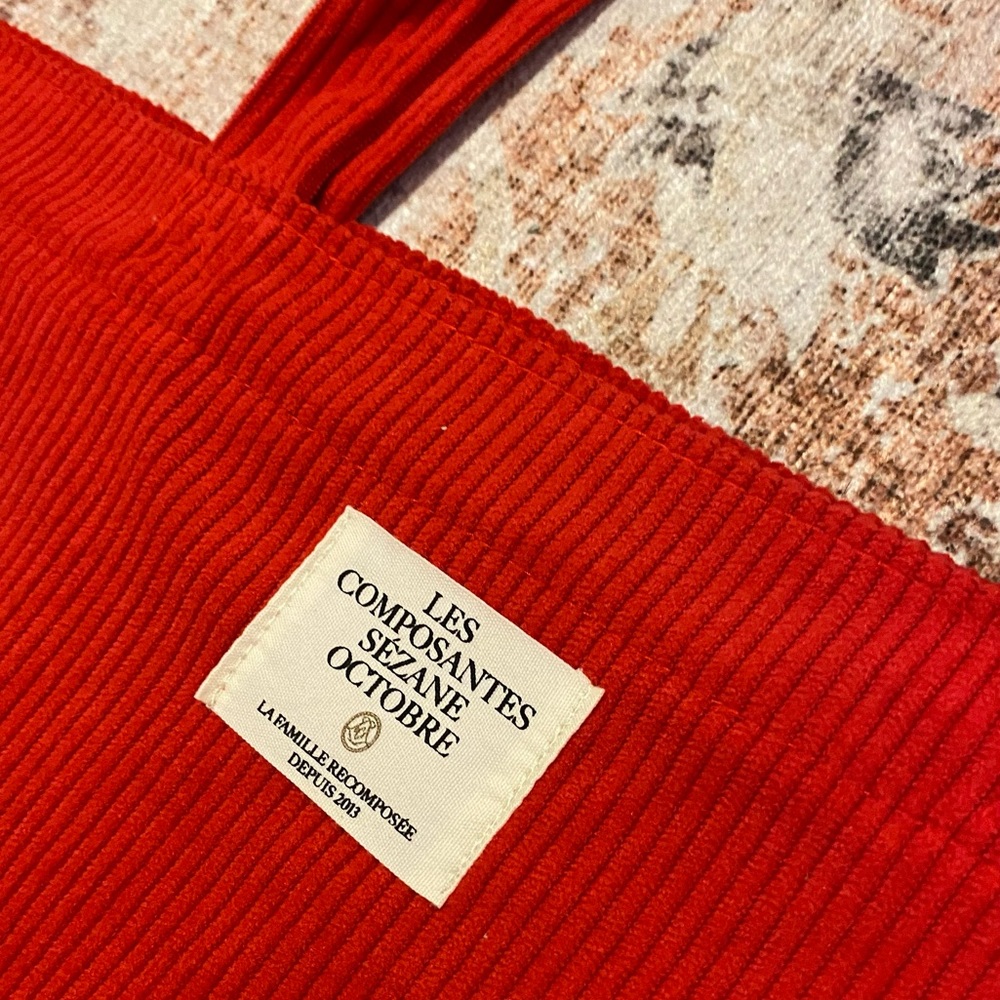 LES
COMPOSANTES
SÉZANE
OCTOBRE
LA FAMILLE RECOMPOSÉE
DEPUIS 2013